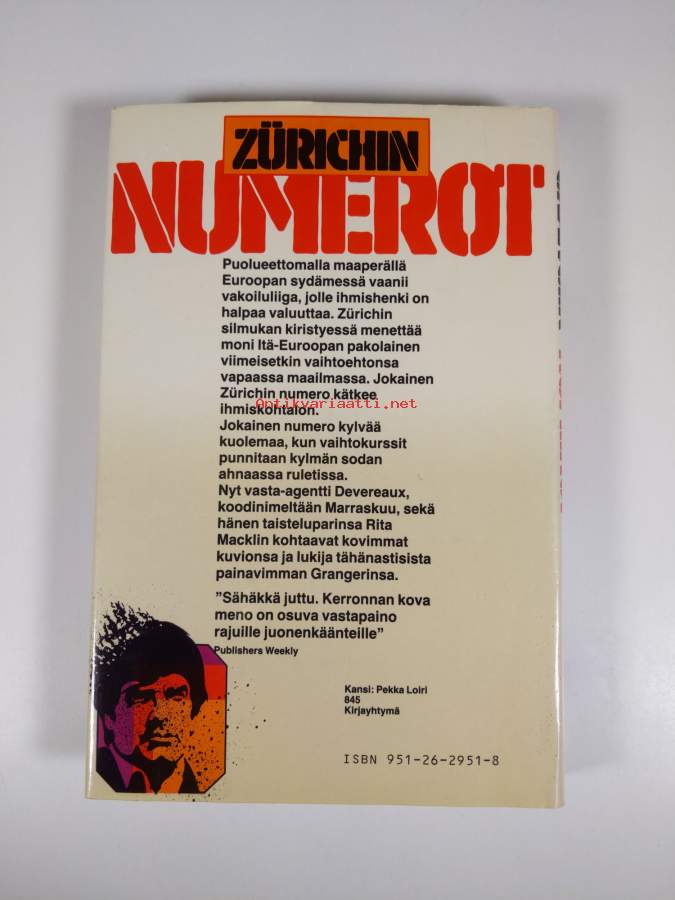 ZÜRICHIN
NUMEROT
Puolueettomalla maaperällä
Euroopan sydämessä vaanii
vakoiluliiga, jolle ihmishenki on
halpaa valuuttaa. Zürichin
silmukan kiristyessä menettää
moni Itä-Euroopan pakolainen
viimeisetkin vaihtoehtonsa
vapaassa maailmassa. Jokainen
Zürichin numero kätkee
Antikvariaatti.net
ihmiskohtalon.
Jokainen numero kylvää
kuolemaa, kun vaihtokurssit
punnitaan kylmän sodan
ahnaassa ruletissa.
Nyt vasta-agentti Devereaux,
koodinimeltään Marraskuu, sekä
hänen taisteluparinsa Rita
Macklin kohtaavat kovimmat
kuvionsa ja lukija tähänastisista
painavimman Grangerinsa.
”Sähäkkä juttu. Kerronnan kova
meno on osuva vastapaino
rajuille juonenkäänteille”
Publishers Weekly
Kansi: Pekka Loiri
845
Kirjayhtymä
ISBN 951-26-2951-8